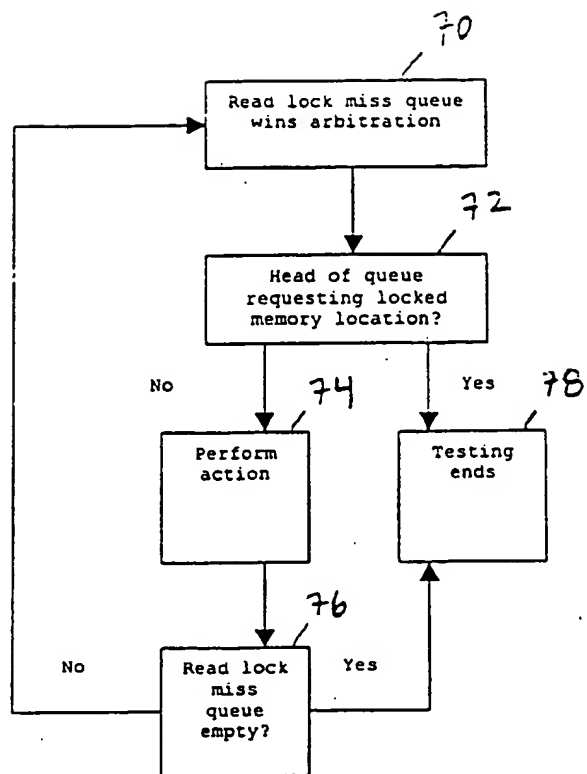 70
Read lock miss queue
wins arbitration
72
Head of queue
requesting locked
memory location?
No
Yes
74
78
Perform
action
Testing
ends
76
No
Read lock
miss
queue
empty?
Yes